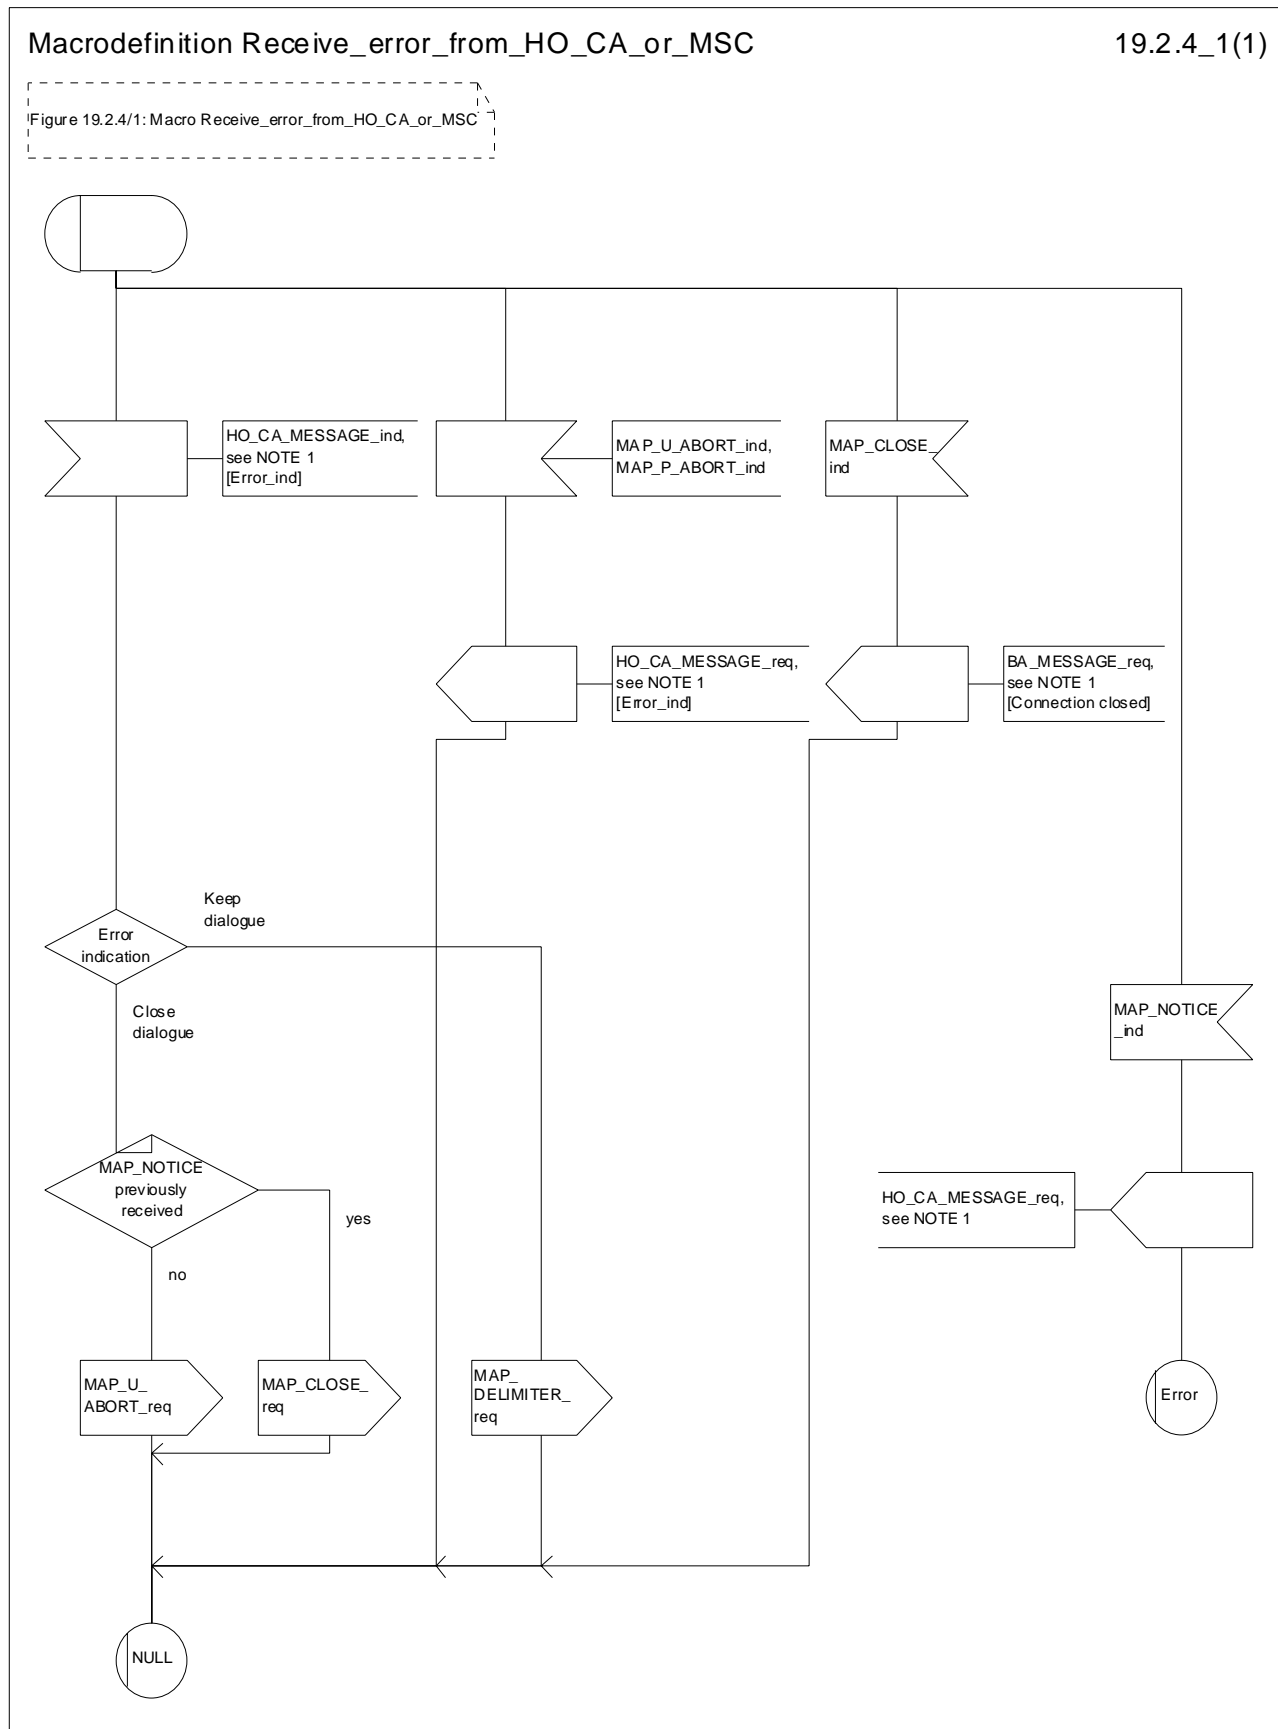 Macrodefinition Receive_error_from_HO_CA_or_MSC
19.2.4_1(1)
Figure 19.2.4/1: Macro Receive_error_from_HO_CA_or_MSC
HO_CA_MESSAGE_ind,
see NOTE 1
[Error_ind]
MAP_U_ABORT_ind,
MAP_P_ABORT_ind
MAP_CLOSE_
ind
HO_CA_MESSAGE_req,
see NOTE 1
[Error_ind]
BA_MESSAGE_req,
see NOTE 1
[Connection closed]
Keep
dialogue
Error
indication
Close
dialogue
MAP_NOTICE
_ind
MAP_NOTICE
previously
received
yes
no
HO_CA_MESSAGE_req,
see NOTE 1
MAP_U_
ABORT_req
MAP_CLOSE_
req
MAP_
DELIMITER_
req
Error
NULL